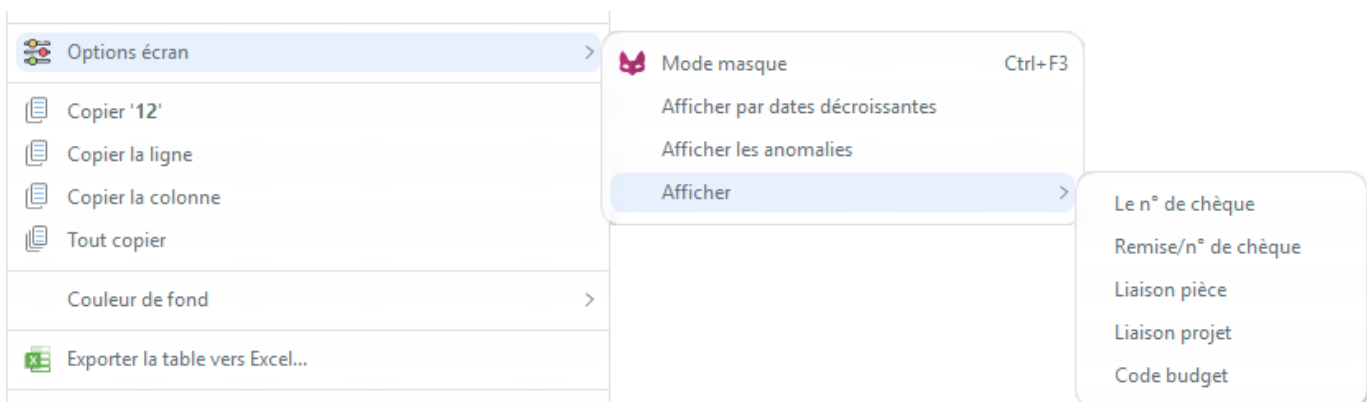 Options écran
Copier '12'
Copier la ligne
Copier la colonne
Tout copier
Couleur de fond
Exporter la table vers Excel...
Mode masque Ctrl+F3
Afficher par dates décroissantes
Afficher les anomalies
Afficher
Le n° de chèque
Remise/n° de chèque
Liaison pièce
Liaison projet
Code budget